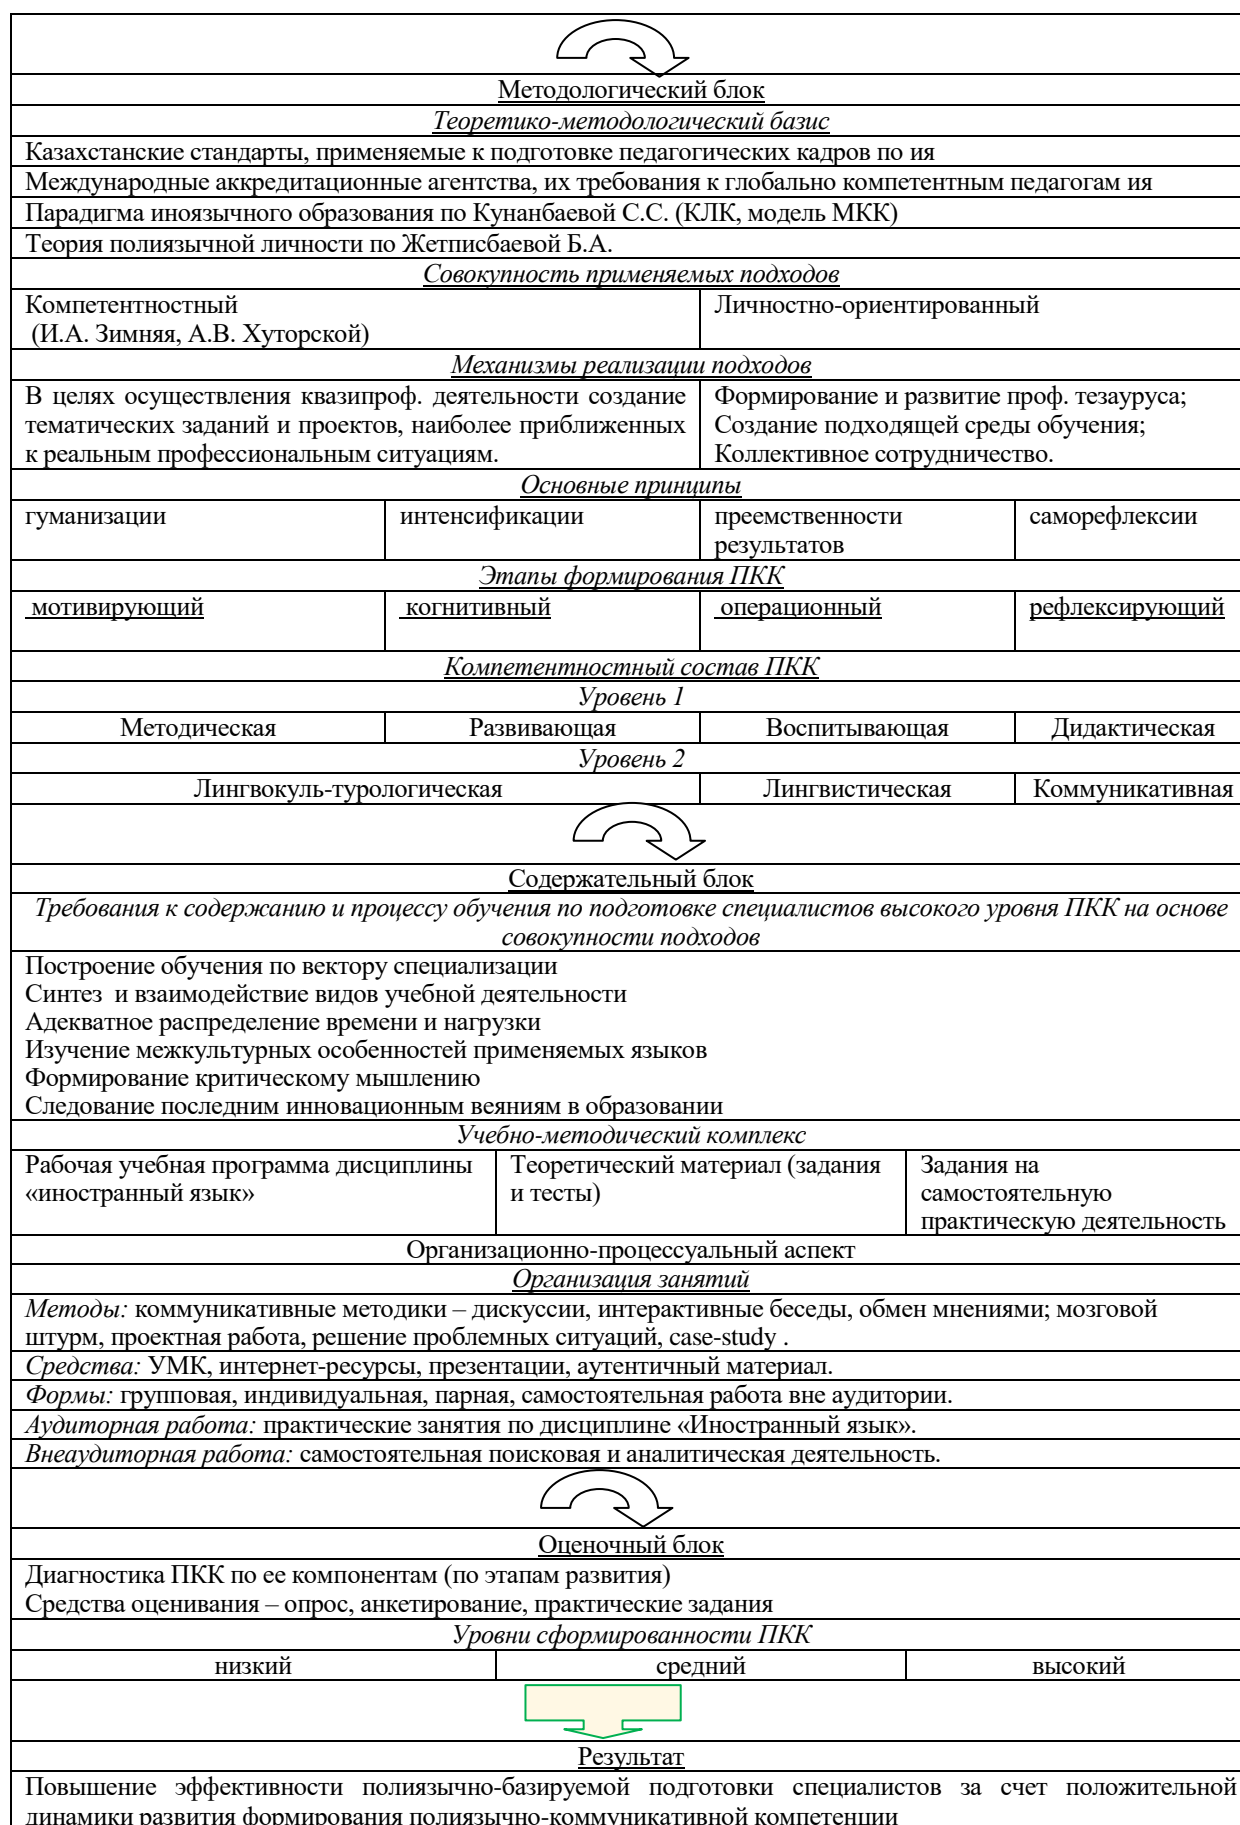 Методологический блок
Теоретико-методологический базис
Казахстанские стандарты, применяемые к подготовке педагогических кадров по ия
Международные аккредитационные агентства, их требования к глобально компетентным педагогам ия
Парадигма иноязычного образования по Кунанбаевой С.С. (КЛК, модель МКК)
Теория полиязычной личности по Жетписбаевой Б.А.
Совокупность применяемых подходов
Компетентностный
(И.А. Зимняя, А.В. Хуторской)
Личностно-ориентированный
Механизмы реализации подходов
В целях осуществления квазипроф. деятельности создание
тематических заданий и проектов, наиболее приближенных
к реальным профессиональным ситуациям.
Формирование и развитие проф. тезауруса;
Создание подходящей среды обучения;
Коллективное сотрудничество.
Основные принципы
гуманизации
интенсификации
преемственности
результатов
саморефлексии
Этапы формирования ПКК
мотивирующий
когнитивный
операционный
рефлексирующий
Компетентностный состав ПКК
Уровень 1
Методическая
Развивающая
Воспитывающая
Дидактическая
Уровень 2
Лингвокуль-турологическая
Лингвистическая
Коммуникативная
Содержательный блок
Требования к содержанию и процессу обучения по подготовке специалистов высокого уровня ПКК на основе
совокупности подходов
Построение обучения по вектору специализации
Синтез и взаимодействие видов учебной деятельности
Адекватное распределение времени и нагрузки
Изучение межкультурных особенностей применяемых языков
Формирование критическому мышлению
Следование последним инновационным веяниям в образовании
Учебно-методический комплекс
Рабочая учебная программа дисциплины
«иностранный язык»
Теоретический материал (задания
и тесты)
Задания на
самостоятельную
практическую деятельность
Организационно-процессуальный аспект
Организация занятий
Методы: коммуникативные методики – дискуссии, интерактивные беседы, обмен мнениями; мозговой
штурм, проектная работа, решение проблемных ситуаций, case-study .
Средства: УМК, интернет-ресурсы, презентации, аутентичный материал.
Формы: групповая, индивидуальная, парная, самостоятельная работа вне аудитории.
Аудиторная работа: практические занятия по дисциплине «Иностранный язык».
Внеаудиторная работа: самостоятельная поисковая и аналитическая деятельность.
Оценочный блок
Диагностика ПКК по ее компонентам (по этапам развития)
Средства оценивания – опрос, анкетирование, практические задания
Уровни сформированности ПКК
низкий
средний
высокий
Результат
Повышение эффективности полиязычно-базируемой подготовки специалистов за счет положительной
динамики развития формирования полиязычно-коммуникативной компетенции